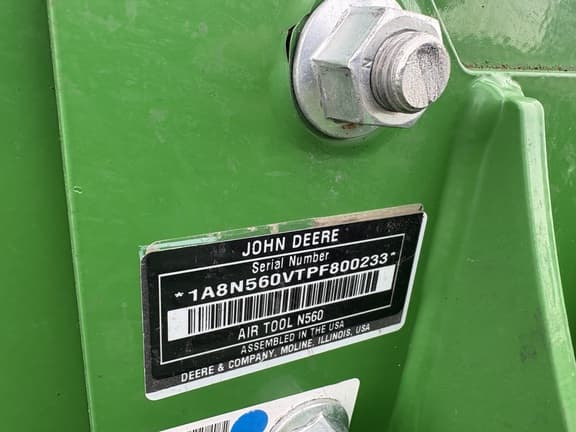 JOHN DEERE
Serial Number
*1A8N560VTPF800233*
AIR TOOL N560
ASSEMBLED IN THE USA
DEERE & COMPANY, MOLINE, ILLINOIS, USA